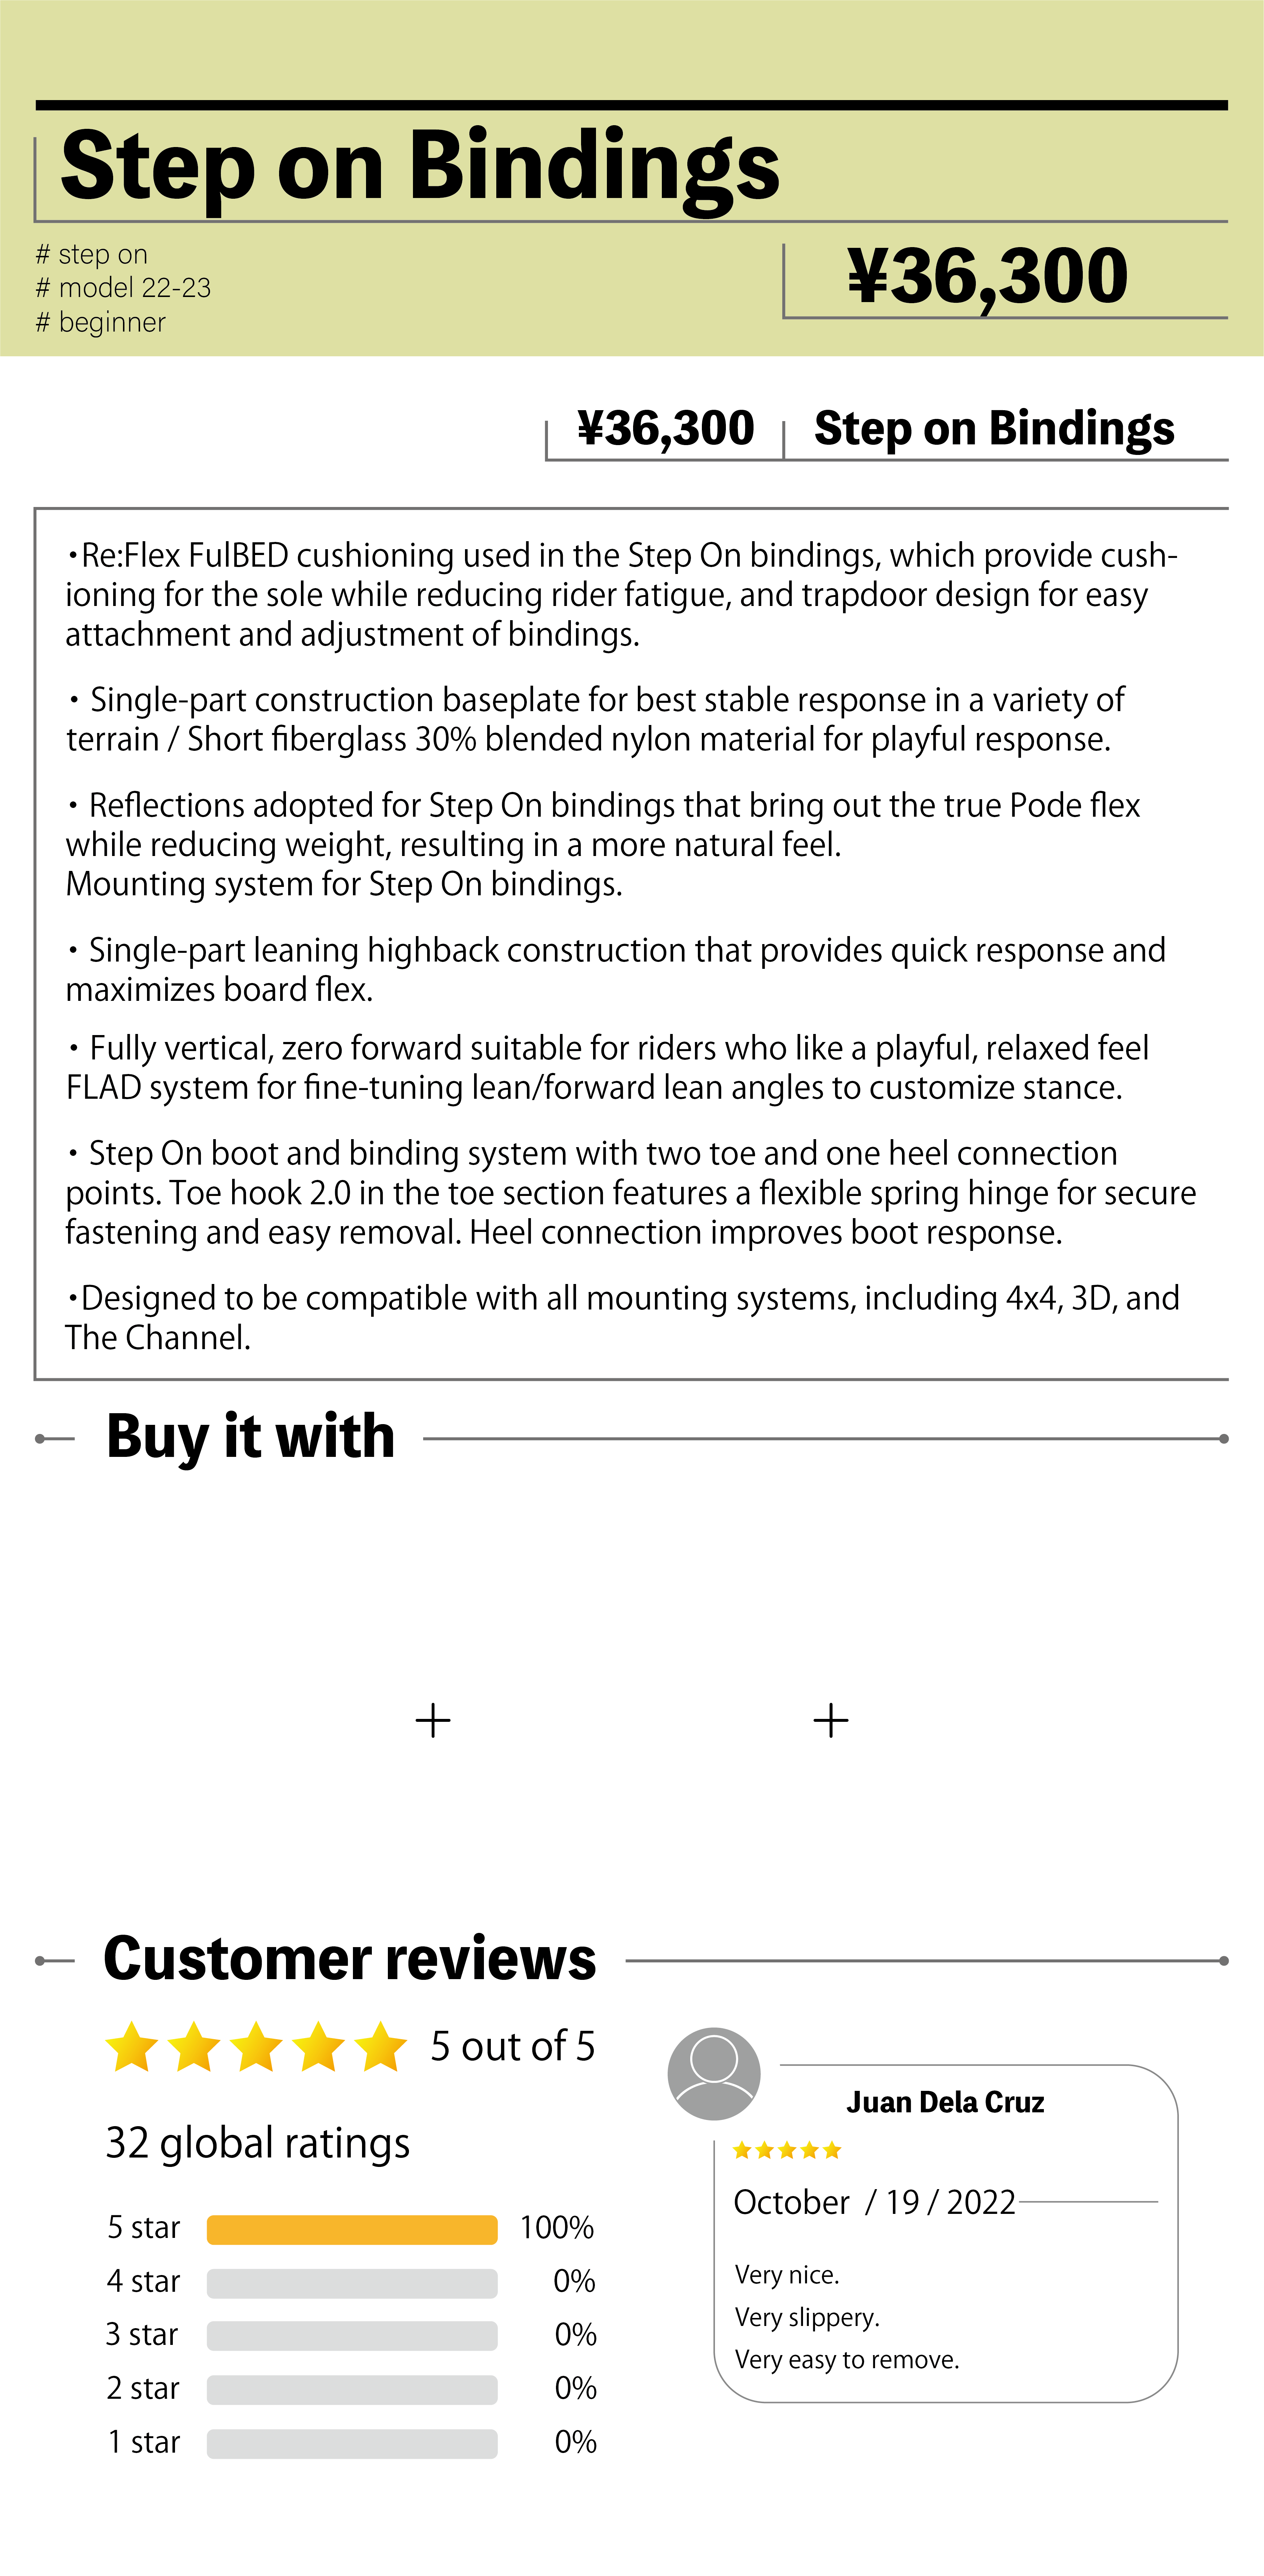 Step on Bindings
# step on
# model 22-23
# beginner
¥36,300
¥36,300
Step on Bindings
・Re:Flex FulBED cushioning used in the Step On bindings, which provide cush-
ioning for the sole while reducing rider fatigue, and trapdoor design for easy
attachment and adjustment of bindings.
・ Single-part construction baseplate for best stable response in a variety of
terrain / Short fiberglass 30% blended nylon material for playful response.
・ Reflections adopted for Step On bindings that bring out the true Pode flex
while reducing weight, resulting in a more natural feel.
Mounting system for Step On bindings.
・ Single-part leaning highback construction that provides quick response and
maximizes board flex.
・ Fully vertical, zero forward suitable for riders who like a playful, relaxed feel
FLAD system for fine-tuning lean/forward lean angles to customize stance.
・ Step On boot and binding system with two toe and one heel connection
points. Toe hook 2.0 in the toe section features a flexible spring hinge for secure
fastening and easy removal. Heel connection improves boot response.
・Designed to be compatible with all mounting systems, including 4x4, 3D, and
The Channel.
Buy it with
+
+
Customer reviews
5 out of 5
32 global ratings
5 star 100%
4 star 0%
3 star 0%
2 star 0%
1 star 0%
Juan Dela Cruz
October / 19 / 2022
Very nice.
Very slippery.
Very easy to remove.